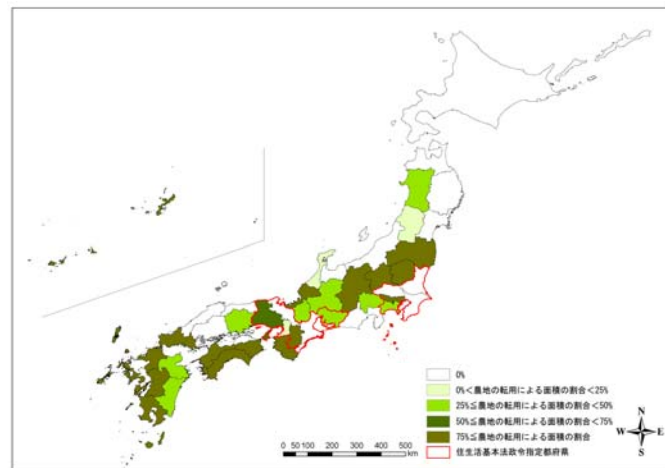 0%
0%<農地の転用による面積の割合<25%
25%≦農地の転用による面積の割合<50%
50%≦農地の転用による面積の割合<75%
75%≦農地の転用による面積の割合
住生活基本法政令指定都府県
0 50 100 200 300 400 500
km
N
W E
S